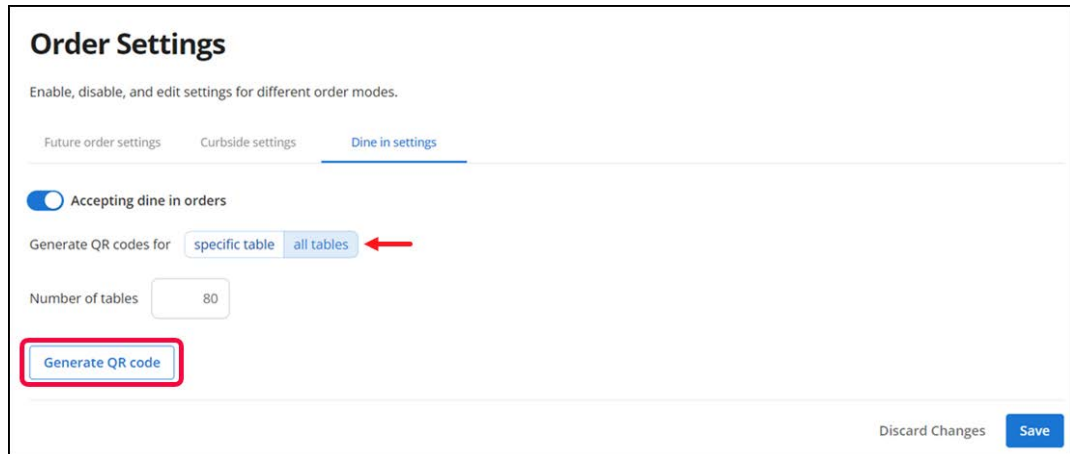 Order Settings
Enable, disable, and edit settings for different order modes.
Future order settings Curbside settings Dine in settings
Accepting dine in orders
Generate QR codes for specific table all tables
Number of tables 80
Generate QR code
Discard Changes Save